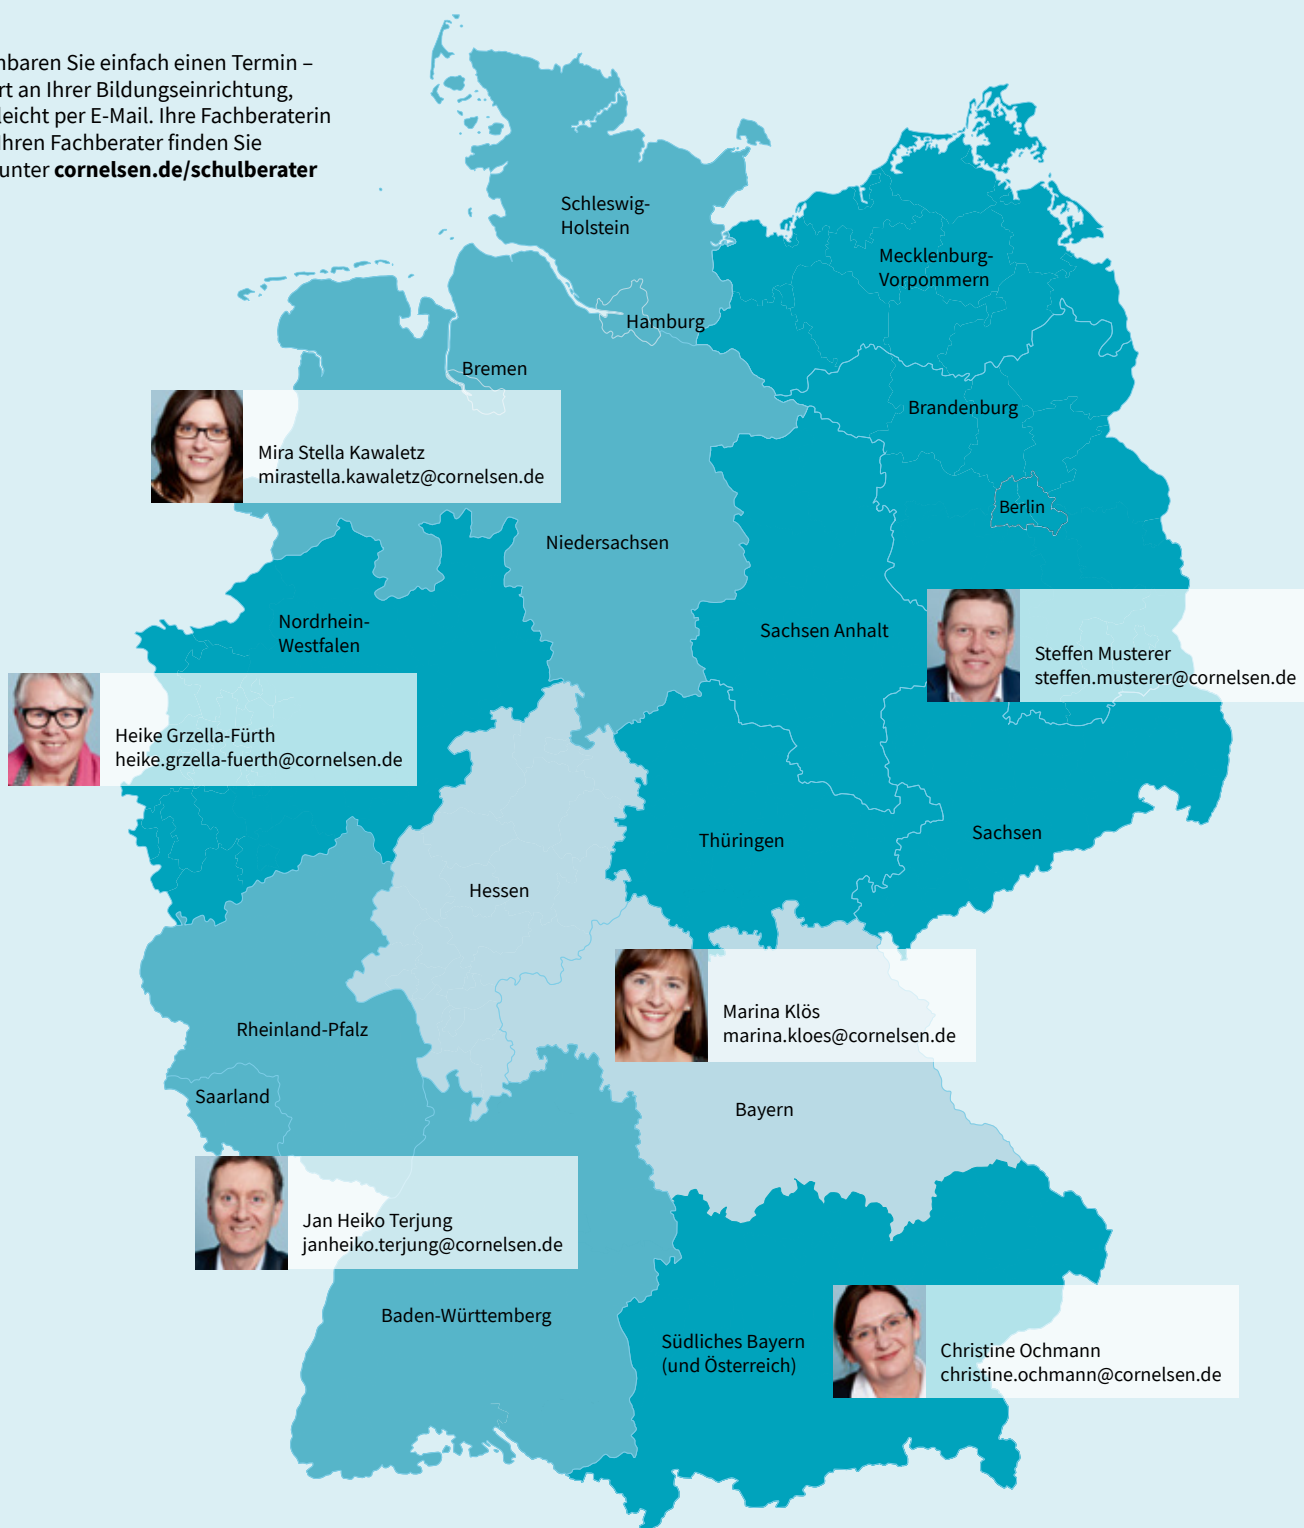 nbaren Sie einfach einen Termin –
rt an Ihrer Bildungseinrichtung,
leicht per E-Mail. Ihre Fachberaterin
Ihren Fachberater finden Sie
unter cornelsen.de/schulberater
Schleswig-
Holstein
Mecklenburg-
Vorpommern
Hamburg
Bremen
Brandenburg
Mira Stella Kawaletz
mirastella.kawaletz@cornelsen.de
Berlin
Niedersachsen
Nordrhein-
Westfalen
Sachsen Anhalt
Steffen Musterer
steffen.musterer@cornelsen.de
Heike Grzella-Fürth
heike.grzella-fuerth@cornelsen.de
Thüringen
Sachsen
Hessen
Marina Klös
marina.kloes@cornelsen.de
Rheinland-Pfalz
Saarland
Bayern
Jan Heiko Terjung
janheiko.terjung@cornelsen.de
Baden-Württemberg
Südliches Bayern
(und Österreich)
Christine Ochmann
christine.ochmann@cornelsen.de